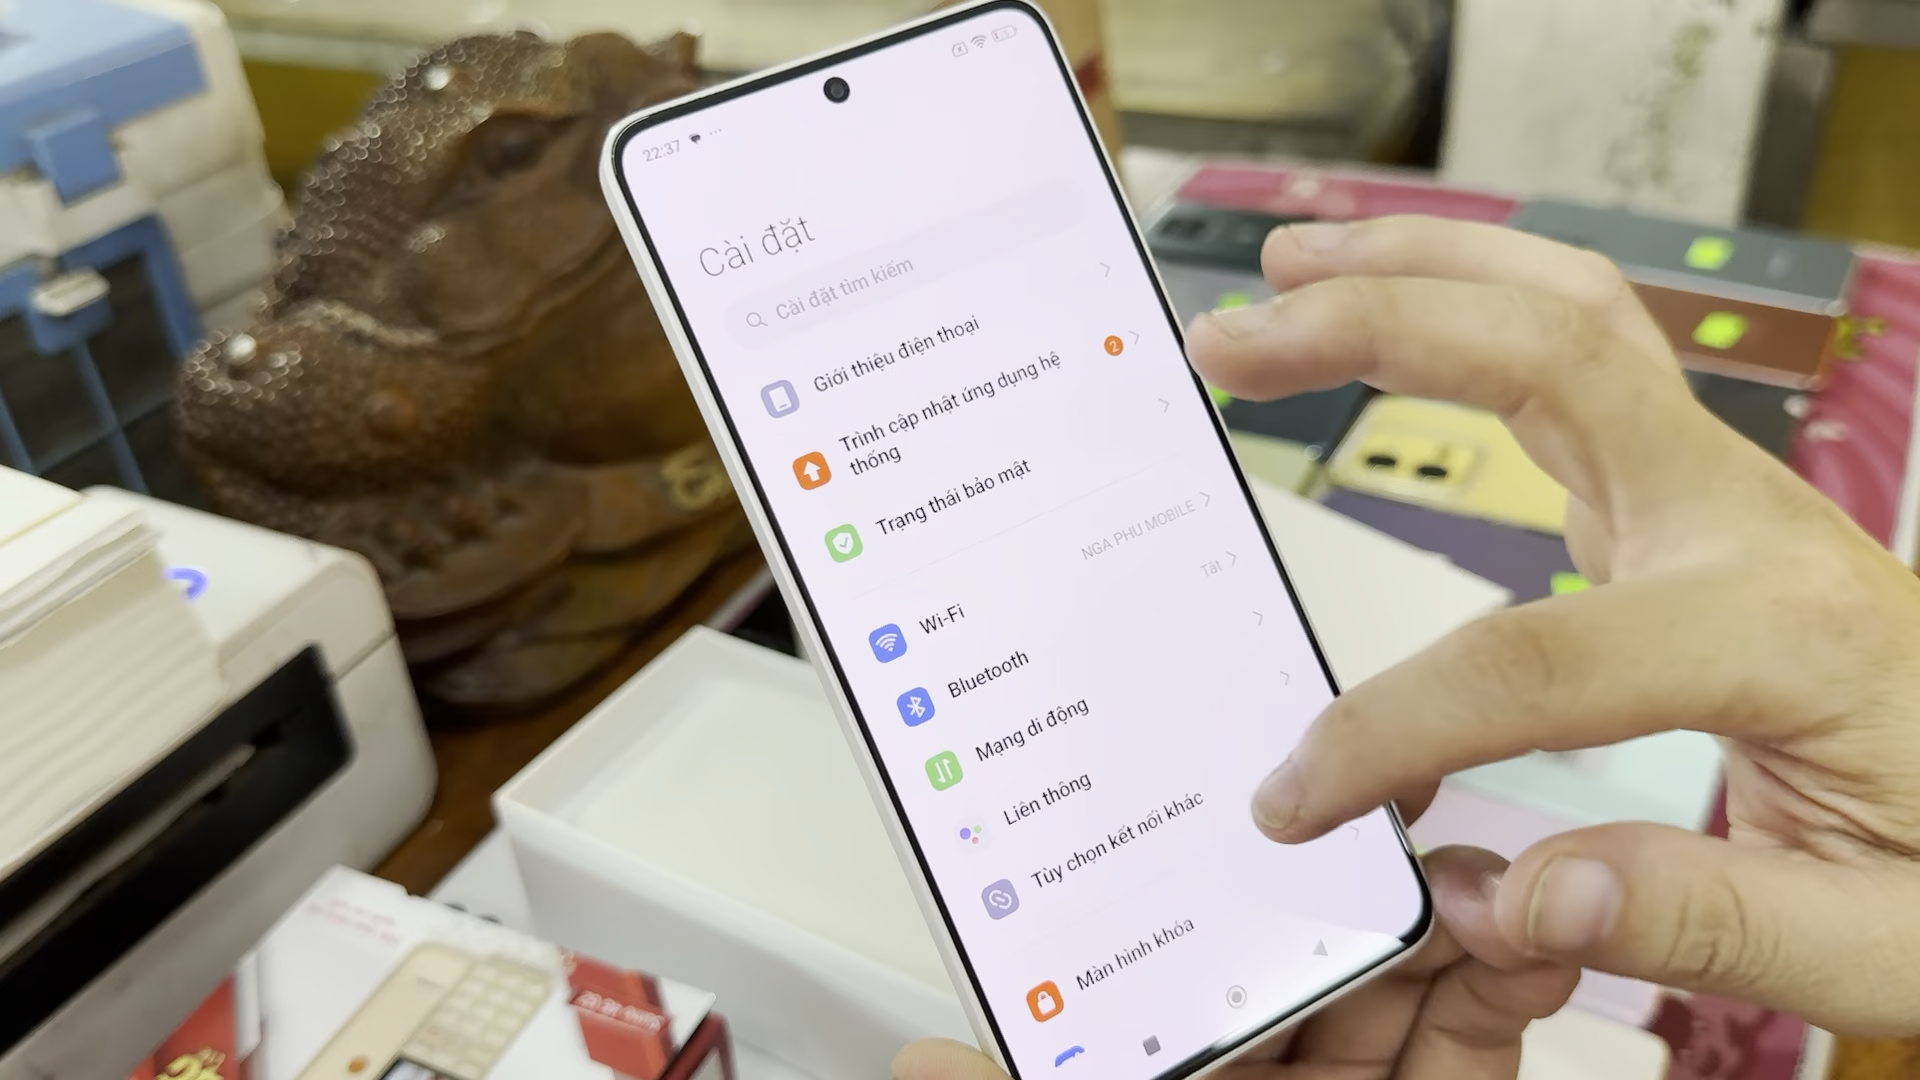 22:37
Cài đặt
Cài đặt tìm kiếm
Giới thiệu điện thoại
Trình cập nhật ứng dụng hệ
thống
2
Trạng thái bảo mật
Wi-Fi
NGA PHU MOBILE
Bluetooth
Tắt
Mạng di động
Liên thông
Tùy chọn kết nối khác
Màn hình khóa